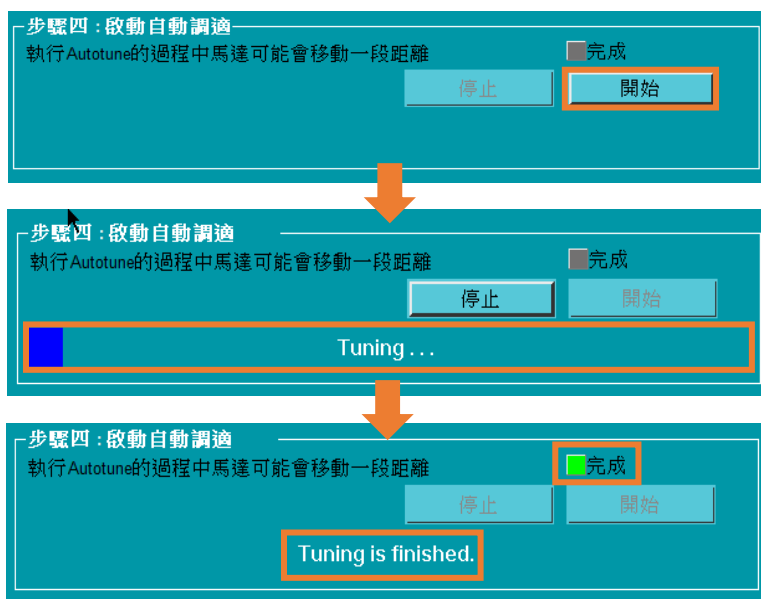 步驟四：啟動自動調適
執行Autotune的過程中馬達可能會移動一段距離
完成
停止
開始
步驟四：啟動自動調適
執行Autotune的過程中馬達可能會移動一段距離
完成
停止
開始
Tuning . . .
步驟四：啟動自動調適
執行Autotune的過程中馬達可能會移動一段距離
完成
停止
開始
Tuning is finished.